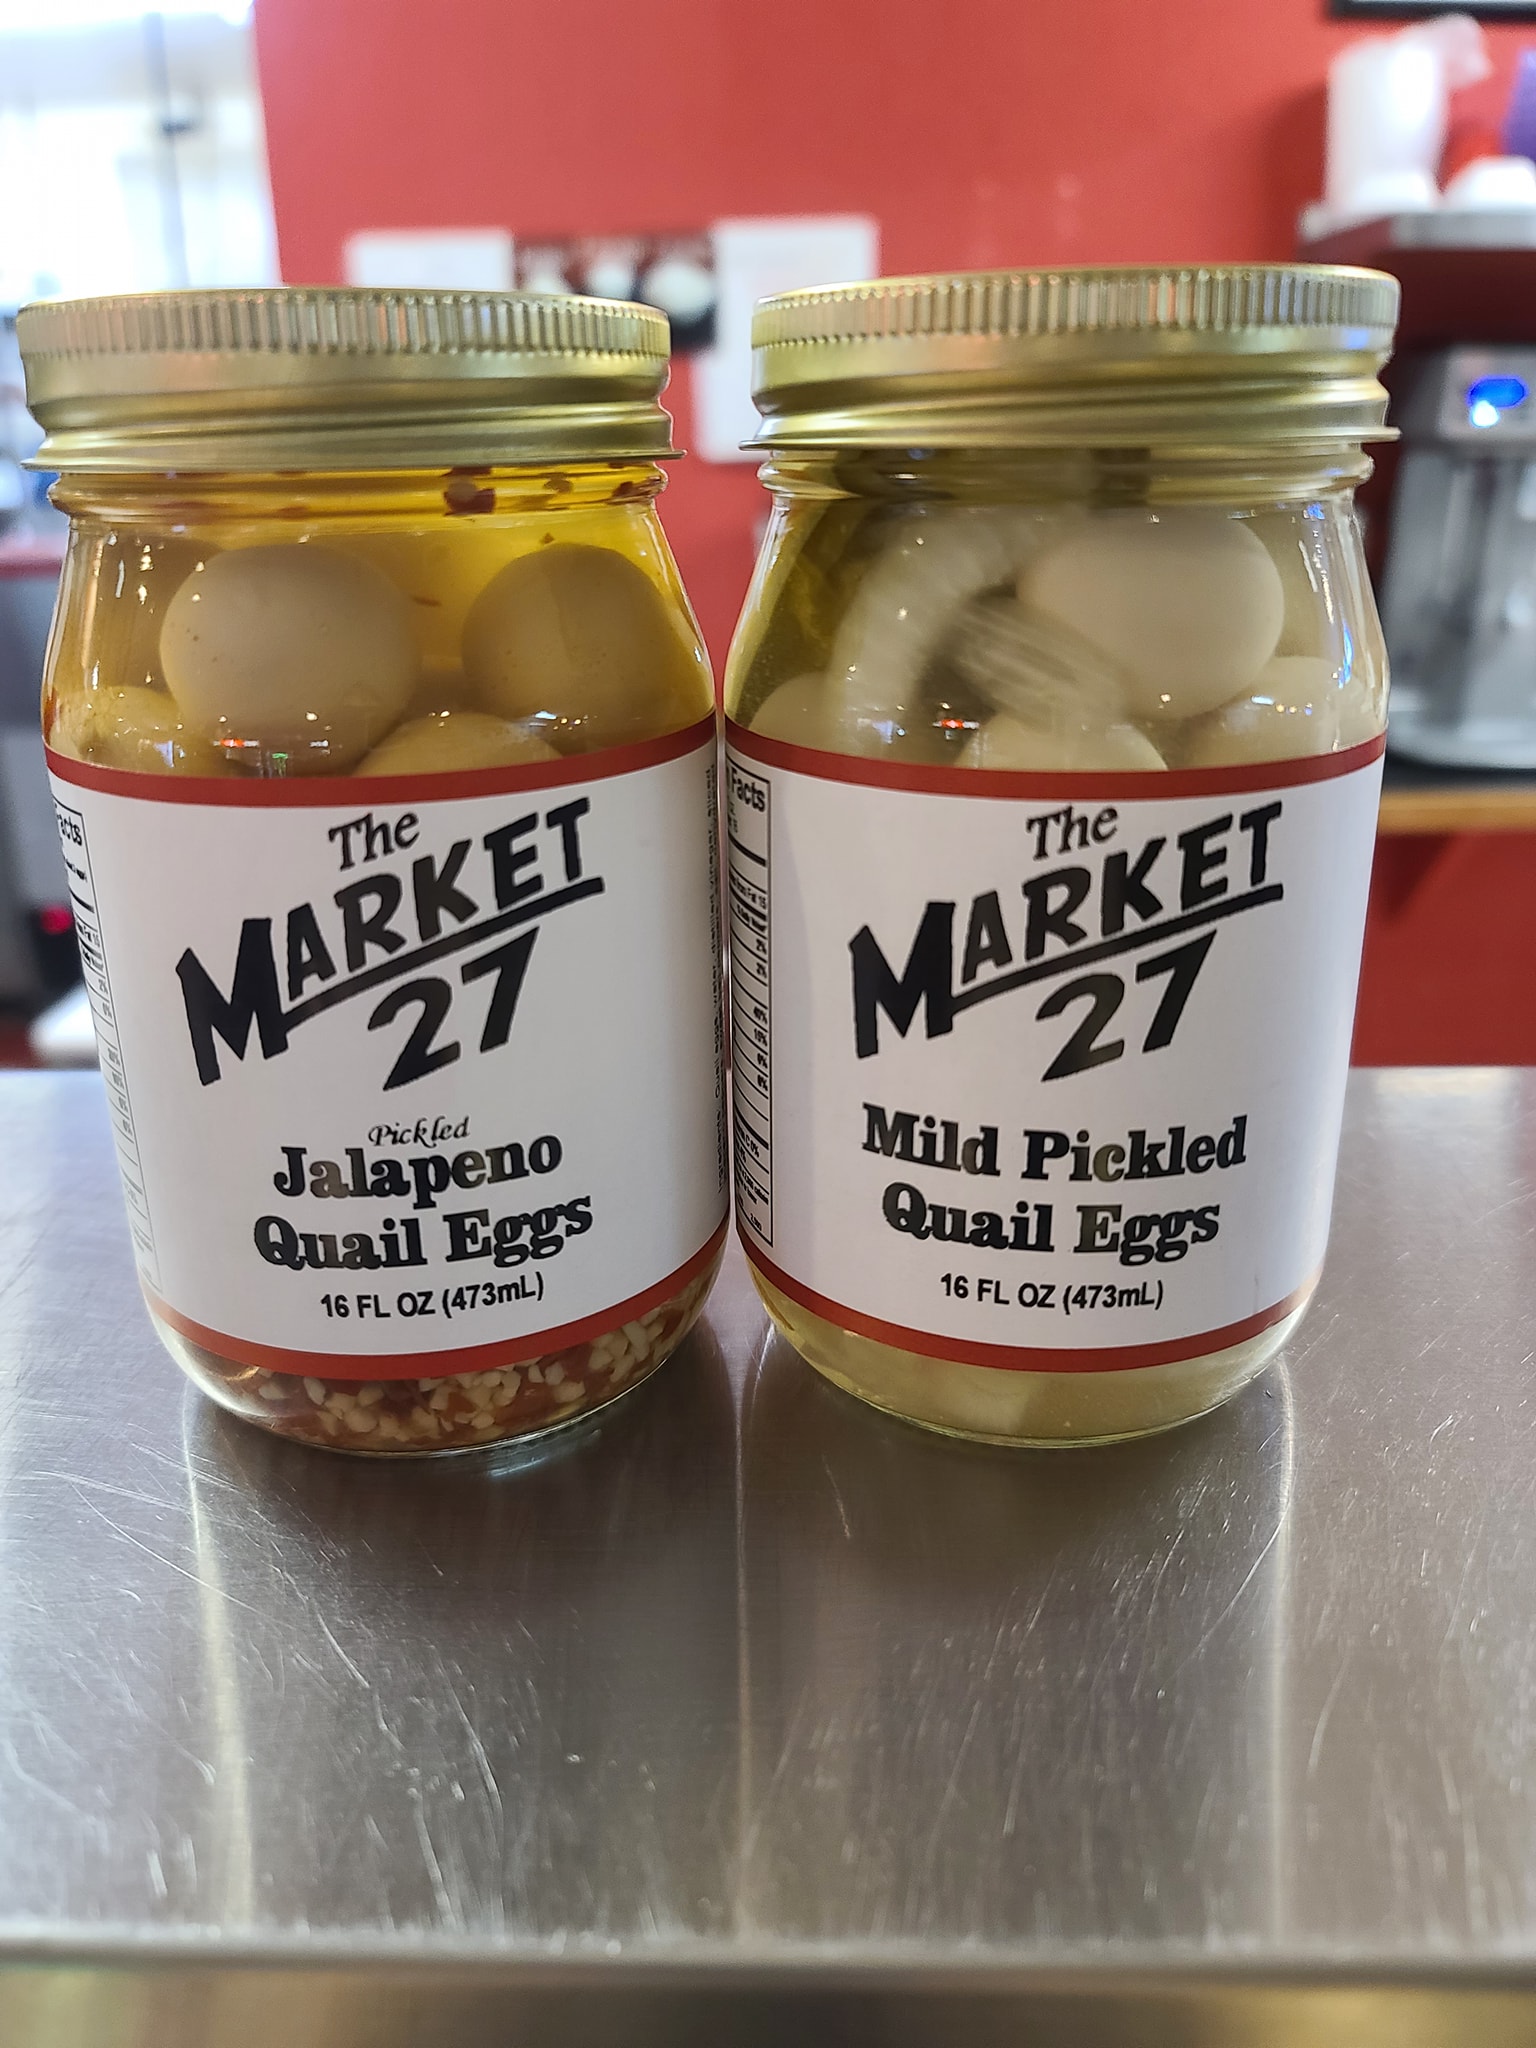 The
MARKET
27
Pickled
Jalapeno
Quail Eggs
16 FL OZ (473mL)
Facts
The
MARKET
27
Mild Pickled
Quail Eggs
16 FL OZ (473mL)